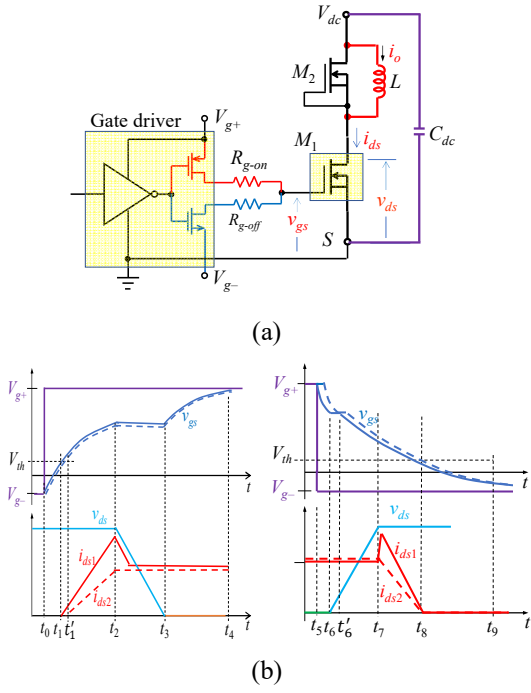 V_dc
i_o
M_2
L
Gate driver
V_g+
M_1
i_ds
C_dc
R_g-on
v_ds
R_g-off
v_gs
S
V_g−
(a)
V_g+
v_gs
V_th
t
V_g−
v_ds
i_ds1
i_ds2
t
t_0 t_1 t′_1 t_2 t_3 t_4
V_g+
v_gs
V_th
t
V_g−
v_ds
i_ds1
i_ds2
t
t_5 t_6 t′_6 t_7 t_8 t_9
(b)